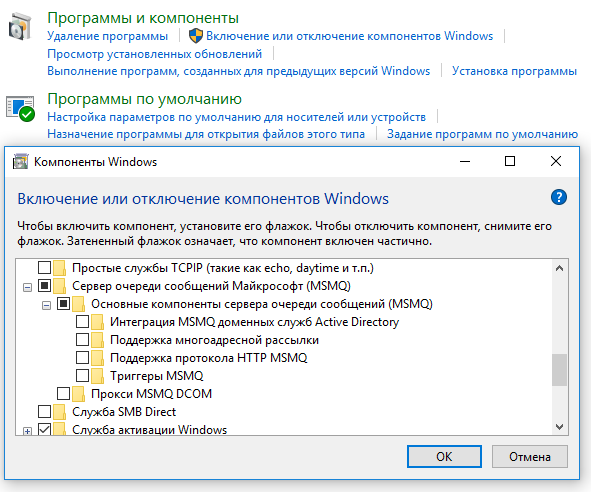 Программы и компоненты
Удаление программы
Включение или отключение компонентов Windows
Просмотр установленных обновлений
Выполнение программ, созданных для предыдущих версий Windows
Установка программы
Программы по умолчанию
Настройка параметров по умолчанию для носителей или устройств
Назначение программы для открытия файлов этого типа
Задание программ по умолчанию
Компоненты Windows
Включение или отключение компонентов Windows
?
Чтобы включить компонент, установите его флажок. Чтобы отключить компонент, снимите его
флажок. Затененный флажок означает, что компонент включен частично.
Простые службы TCPIP (такие как echo, daytime и т.п.)
Сервер очереди сообщений Майкрософт (MSMQ)
Основные компоненты сервера очереди сообщений (MSMQ)
Интеграция MSMQ доменных служб Active Directory
Поддержка многоадресной рассылки
Поддержка протокола HTTP MSMQ
Триггеры MSMQ
Прокси MSMQ DCOM
Служба SMB Direct
Служба активации Windows
ОК
Отмена